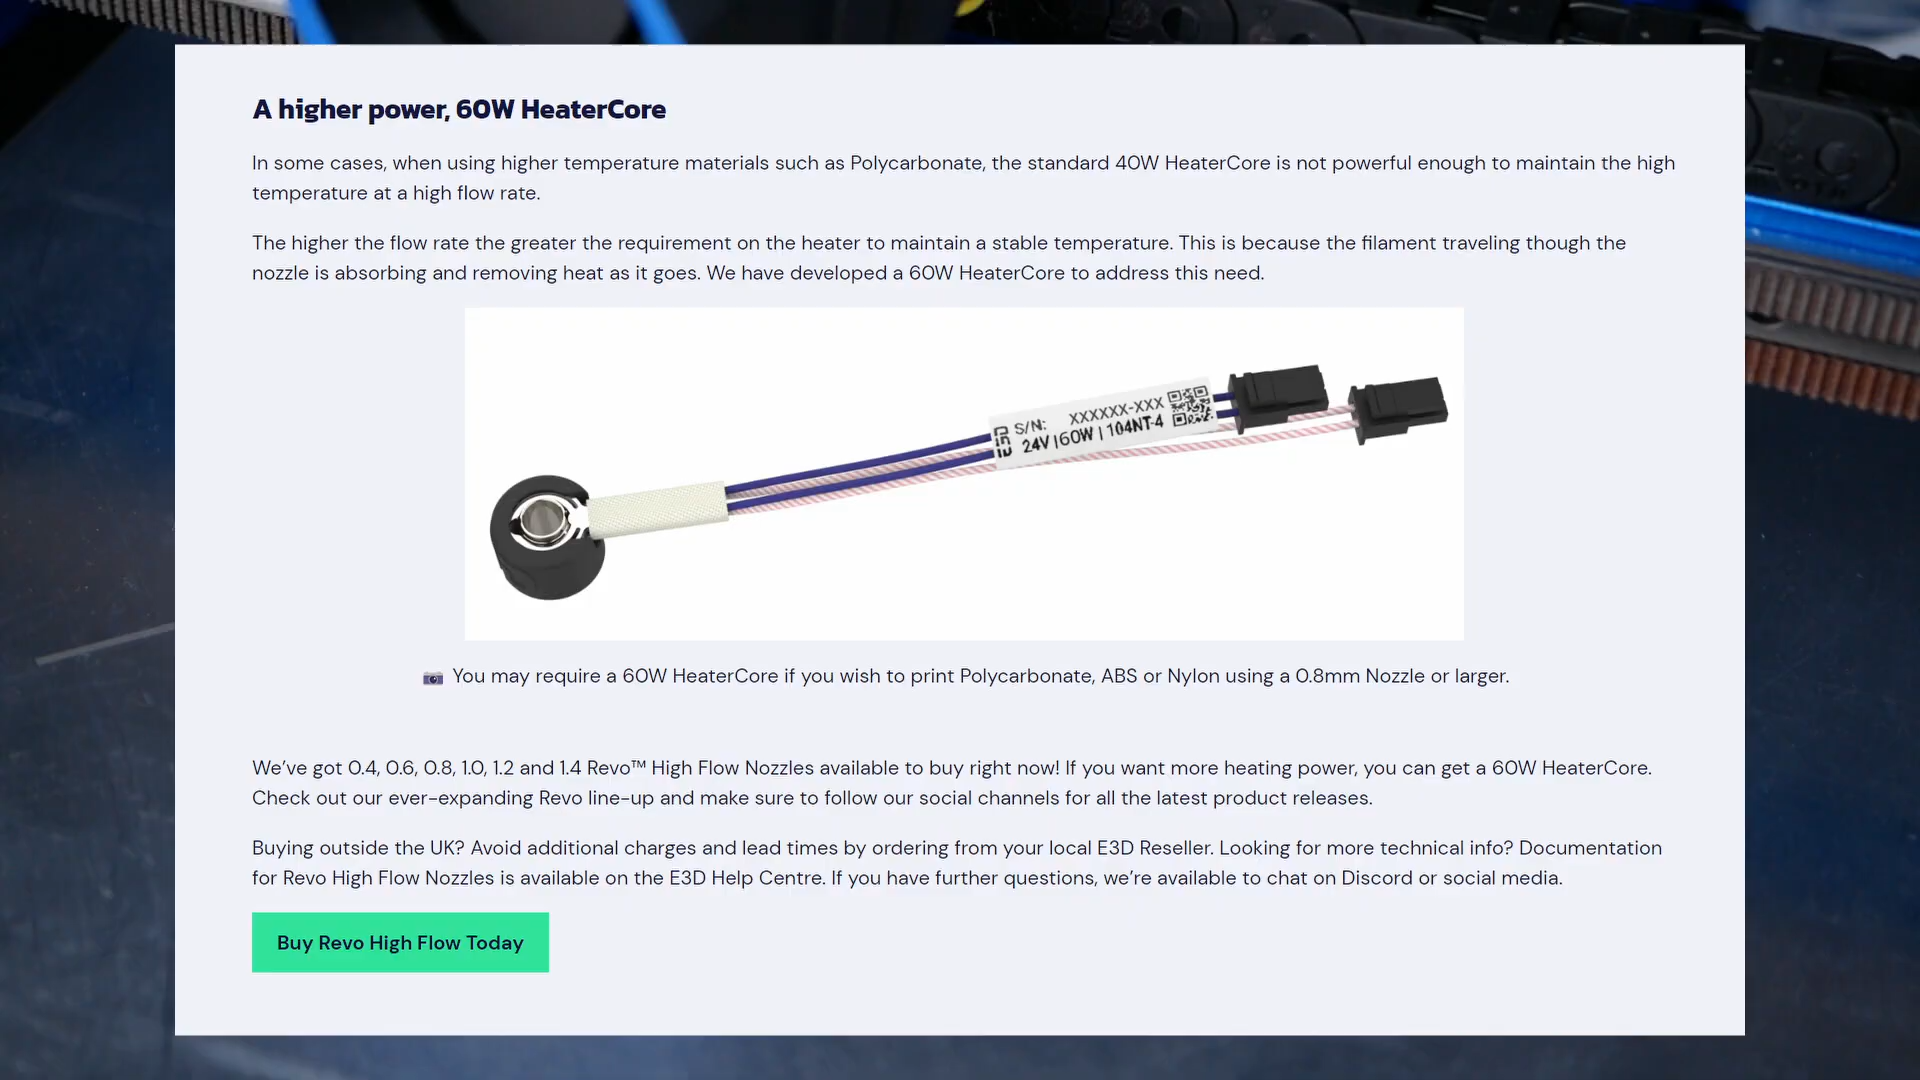 A higher power, 60W HeaterCore
In some cases, when using higher temperature materials such as Polycarbonate, the standard 40W HeaterCore is not powerful enough to maintain the high
temperature at a high flow rate.
The higher the flow rate the greater the requirement on the heater to maintain a stable temperature. This is because the filament traveling though the
nozzle is absorbing and removing heat as it goes. We have developed a 60W HeaterCore to address this need.
S/N: XXXXXX-XXX
24V | 60W | 104NT-4
You may require a 60W HeaterCore if you wish to print Polycarbonate, ABS or Nylon using a 0.8mm Nozzle or larger.
We’ve got 0.4, 0.6, 0.8, 1.0, 1.2 and 1.4 Revo™ High Flow Nozzles available to buy right now! If you want more heating power, you can get a 60W HeaterCore.
Check out our ever-expanding Revo line-up and make sure to follow our social channels for all the latest product releases.
Buying outside the UK? Avoid additional charges and lead times by ordering from your local E3D Reseller. Looking for more technical info? Documentation
for Revo High Flow Nozzles is available on the E3D Help Centre. If you have further questions, we’re available to chat on Discord or social media.
Buy Revo High Flow Today